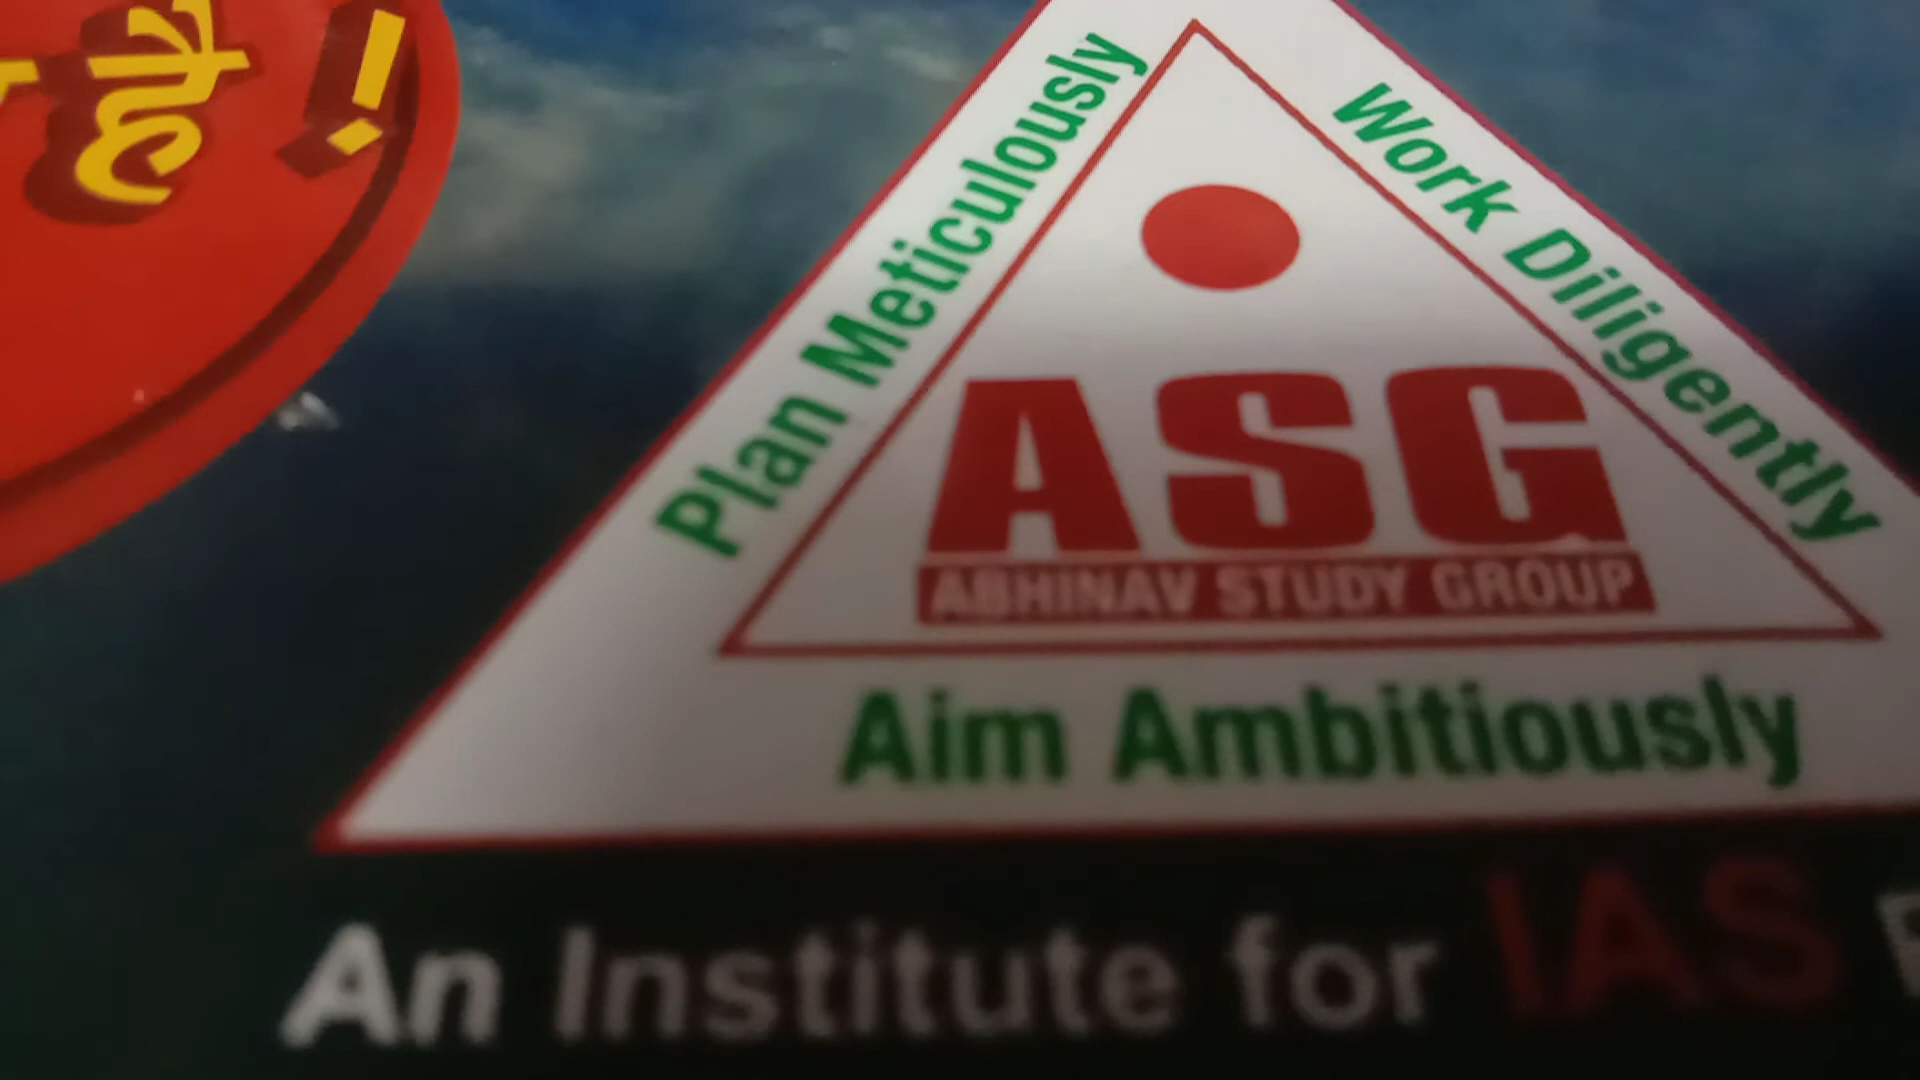 है !
Plan Meticulously
Work Diligently
ASG
ABHINAV STUDY GROUP
Aim Ambitiously
An Institute for IAS